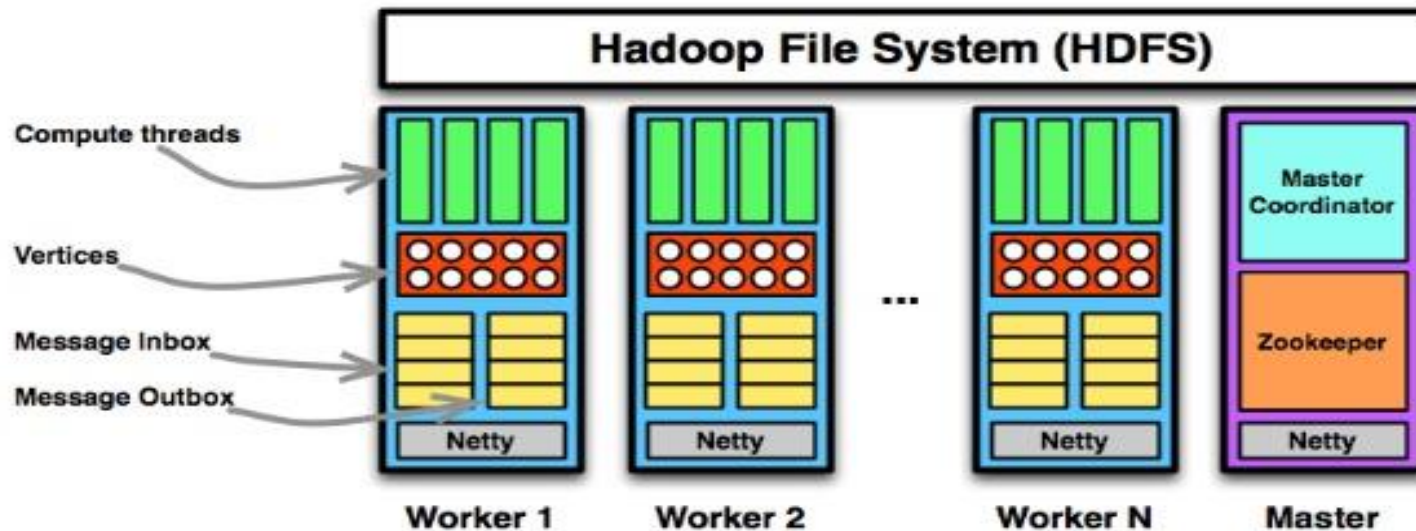 Hadoop File System (HDFS)
Compute threads
Vertices
Message Inbox
Message Outbox
...
Master
Coordinator
Zookeeper
Netty
Netty
Netty
Netty
Worker 1
Worker 2
Worker N
Master